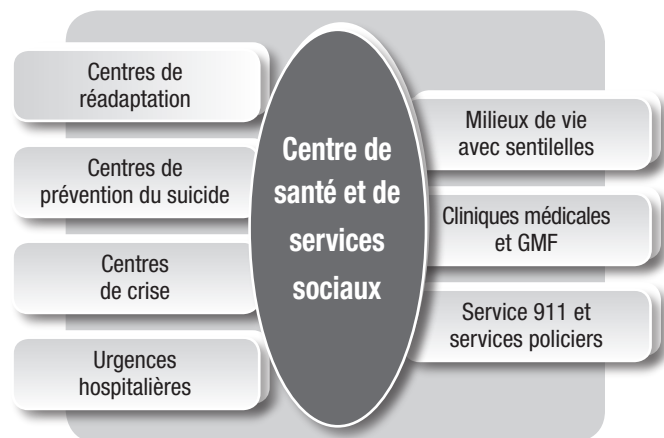 Centres de
réadaptation
Centres de
prévention du suicide
Centres
de crise
Urgences
hospitalières
Centre de
santé et de
services
sociaux
Milieux de vie
avec sentilelles
Cliniques médicales
et GMF
Service 911 et
services policiers